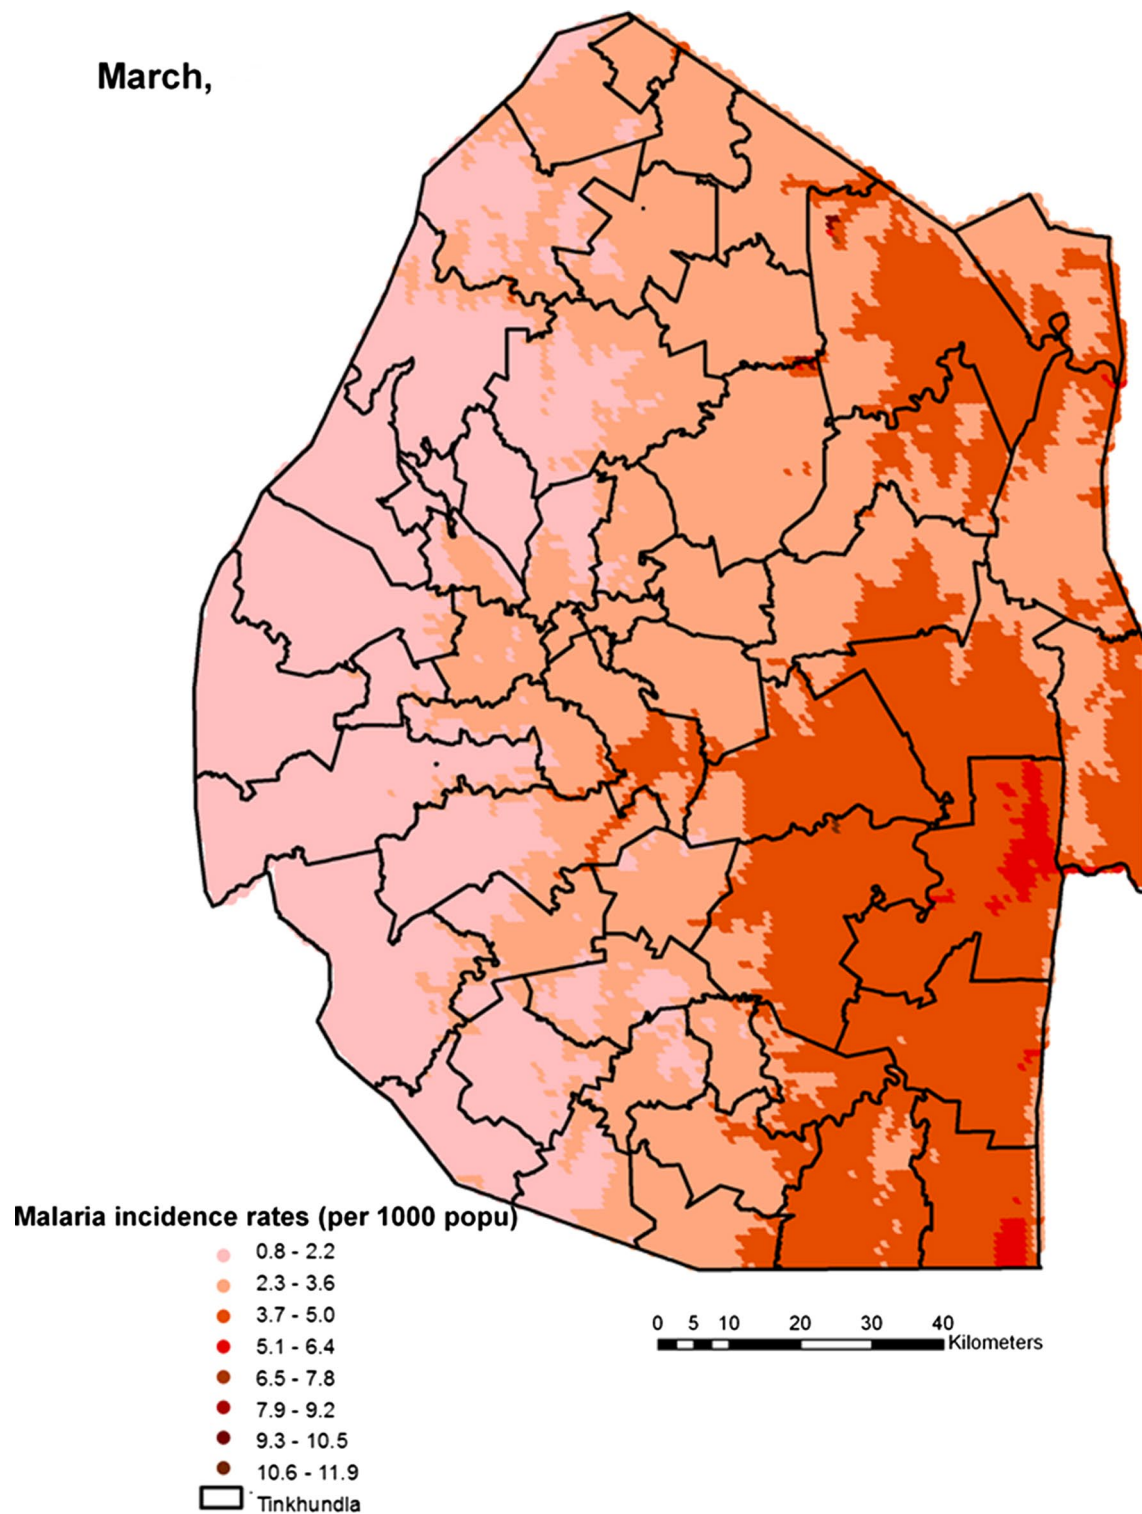 March,
Malaria incidence rates (per 1000 popu)
0.8 - 2.2
2.3 - 3.6
3.7 - 5.0
5.1 - 6.4
6.5 - 7.8
7.9 - 9.2
9.3 - 10.5
10.6 - 11.9
Tinkhundla
0 5 10 20 30 40
Kilometers